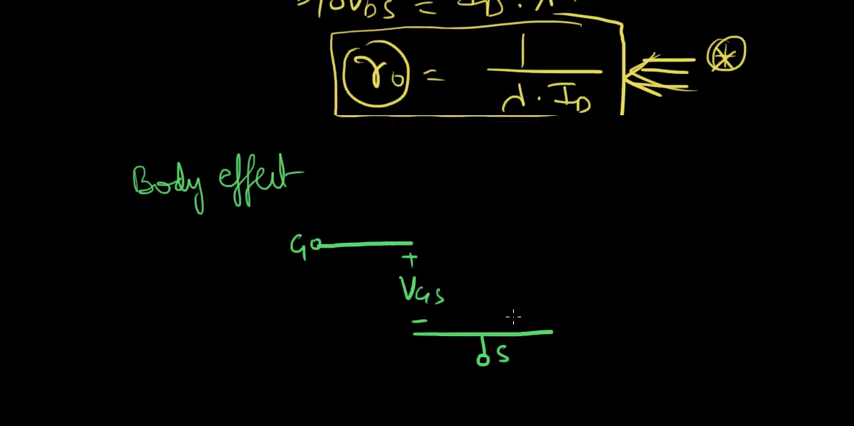 r₀ = 1 / λ · I_D ⊛
Body effect
G
+
V_GS
−
S